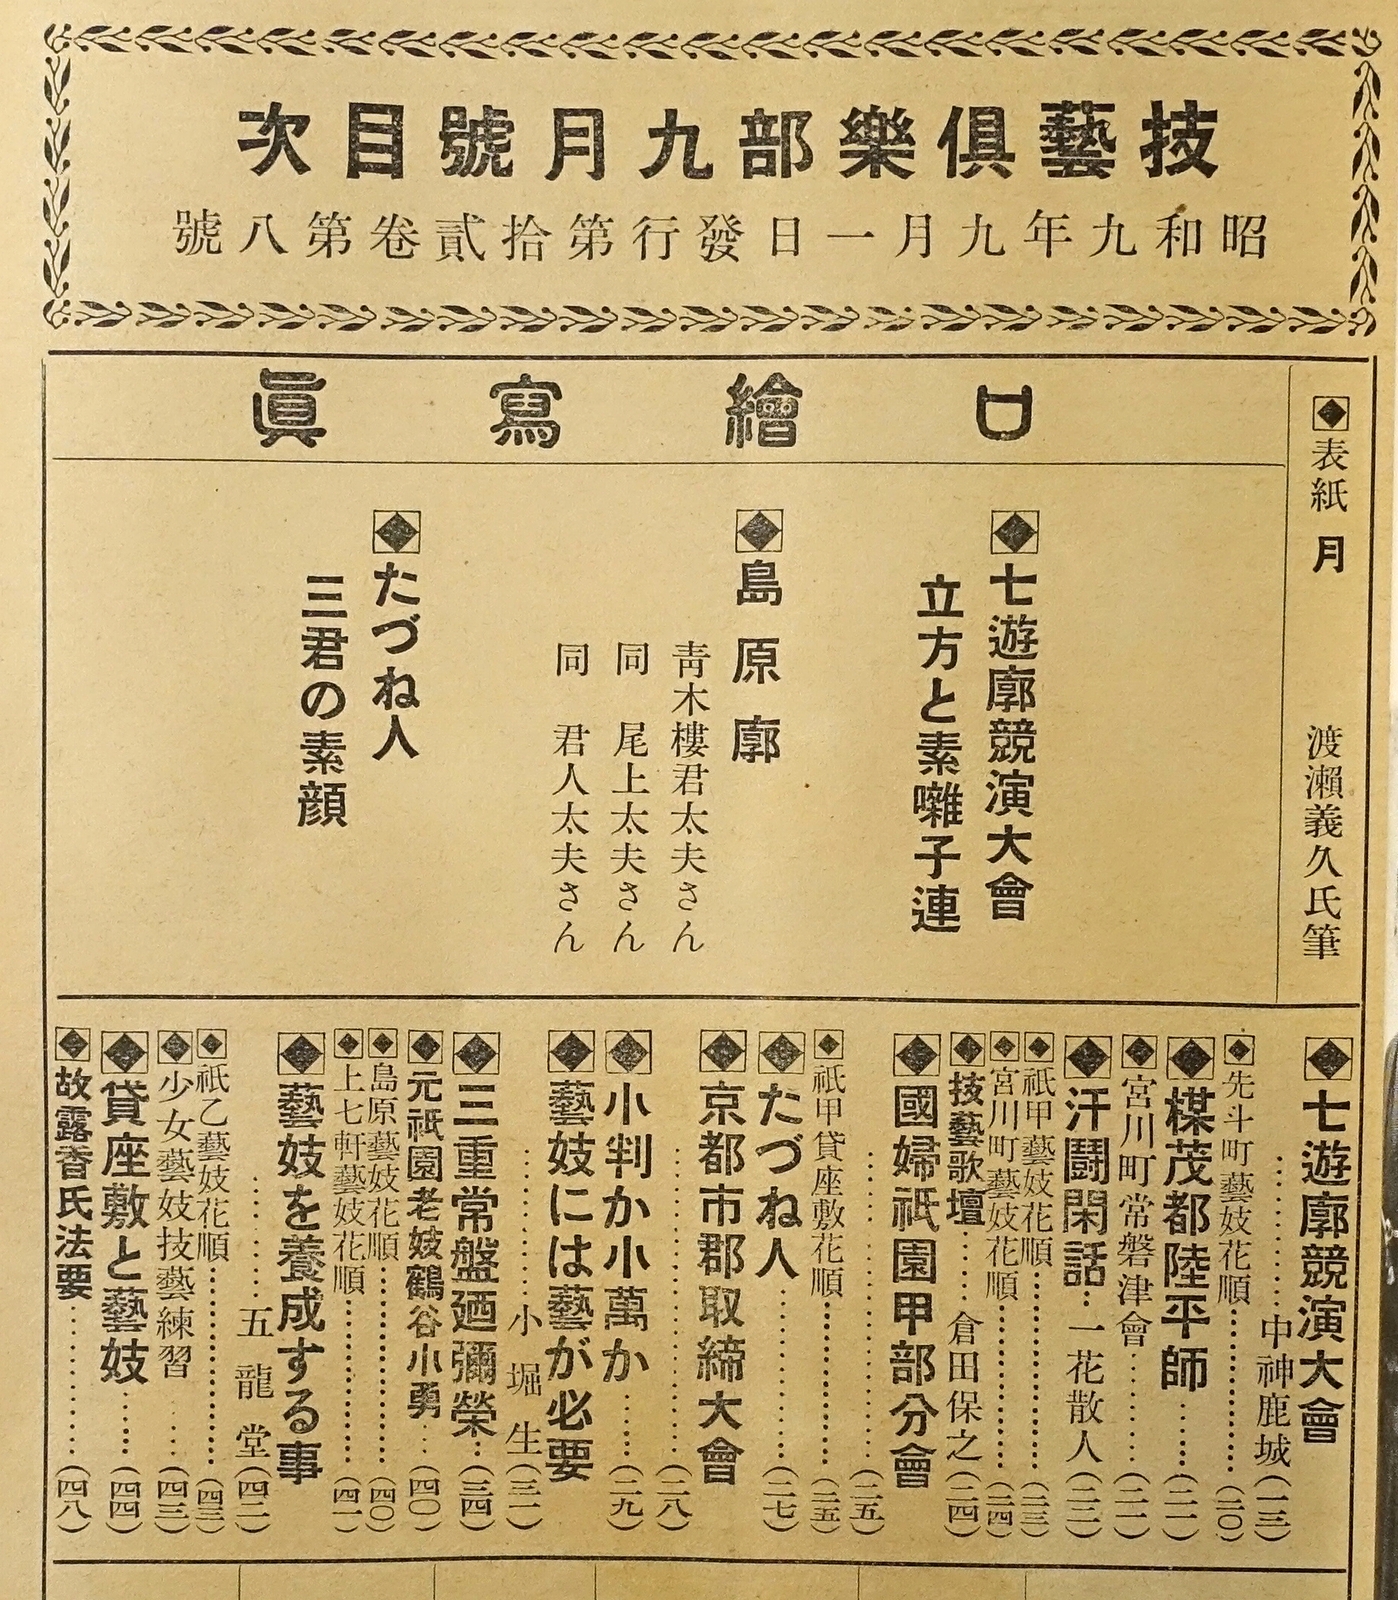 技藝倶樂部九月號目次
昭和九年九月一日發行第拾貳卷第八號
表紙 月 渡瀬義久氏筆
口繪寫眞
七遊廓競演大會
立方と素囃子連
島原廓
靑木樓君太夫さん
同 尾上太夫さん
同 君人太夫さん
たづね人
三君の素顔
七遊廓競演大會
……中神鹿城(一三)
先斗町藝妓花順……(二〇)
楳茂都陸平師……(二一)
宮川町常磐津會……(二一)
汗鬪閑話…一花散人(二二)
祇甲藝妓花順……(二三)
宮川町藝妓花順……(二四)
技藝歌壇……倉田保之(二四)
國婦祇園甲部分會
……(二五)
祇甲貸座敷花順……(二五)
たづね人……(二七)
京都市郡取締大會
……(二八)
小判か小萬か……(二九)
藝妓には藝が必要
……小堀生(三一)
三重常盤廼彌榮…(三四)
元祇園老妓鶴谷小勇…(四〇)
島原藝妓花順……(四〇)
上七軒藝妓花順……(四一)
藝妓を養成する事
……五龍堂(四二)
祇乙藝妓花順……(四三)
少女藝妓技藝練習……(四三)
貸座敷と藝妓……(四四)
故露香氏法要……(四八)